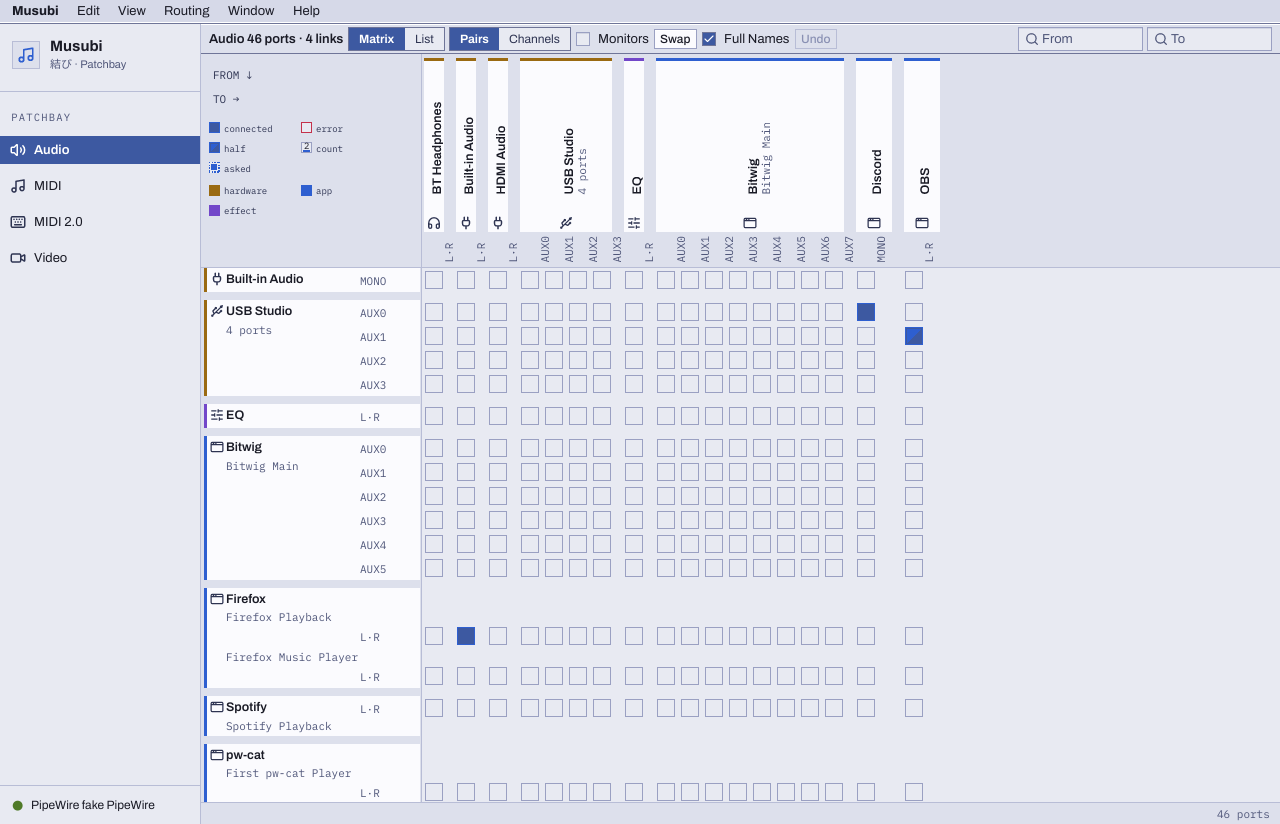 Musubi Edit View Routing Window Help
Musubi
結び · Patchbay
PATCHBAY
Audio
MIDI
MIDI 2.0
Video
PipeWire fake PipeWire
Audio 46 ports · 4 links Matrix List Pairs Channels Monitors Swap Full Names Undo From To
FROM ↓
TO →
connected error
half 2 count
asked
hardware app
effect
BT Headphones
Built-in Audio
HDMI Audio
USB Studio
4 ports
EQ
Bitwig
Bitwig Main
Discord
OBS
L·R L·R L·R AUX0 AUX1 AUX2 AUX3 L·R AUX0 AUX1 AUX2 AUX3 AUX4 AUX5 AUX6 AUX7 MONO L·R
Built-in Audio MONO
USB Studio AUX0
4 ports
AUX1
AUX2
AUX3
EQ L·R
Bitwig AUX0
Bitwig Main
AUX1
AUX2
AUX3
AUX4
AUX5
Firefox
Firefox Playback
L·R
Firefox Music Player
L·R
Spotify L·R
Spotify Playback
pw-cat
First pw-cat Player
L·R
46 ports